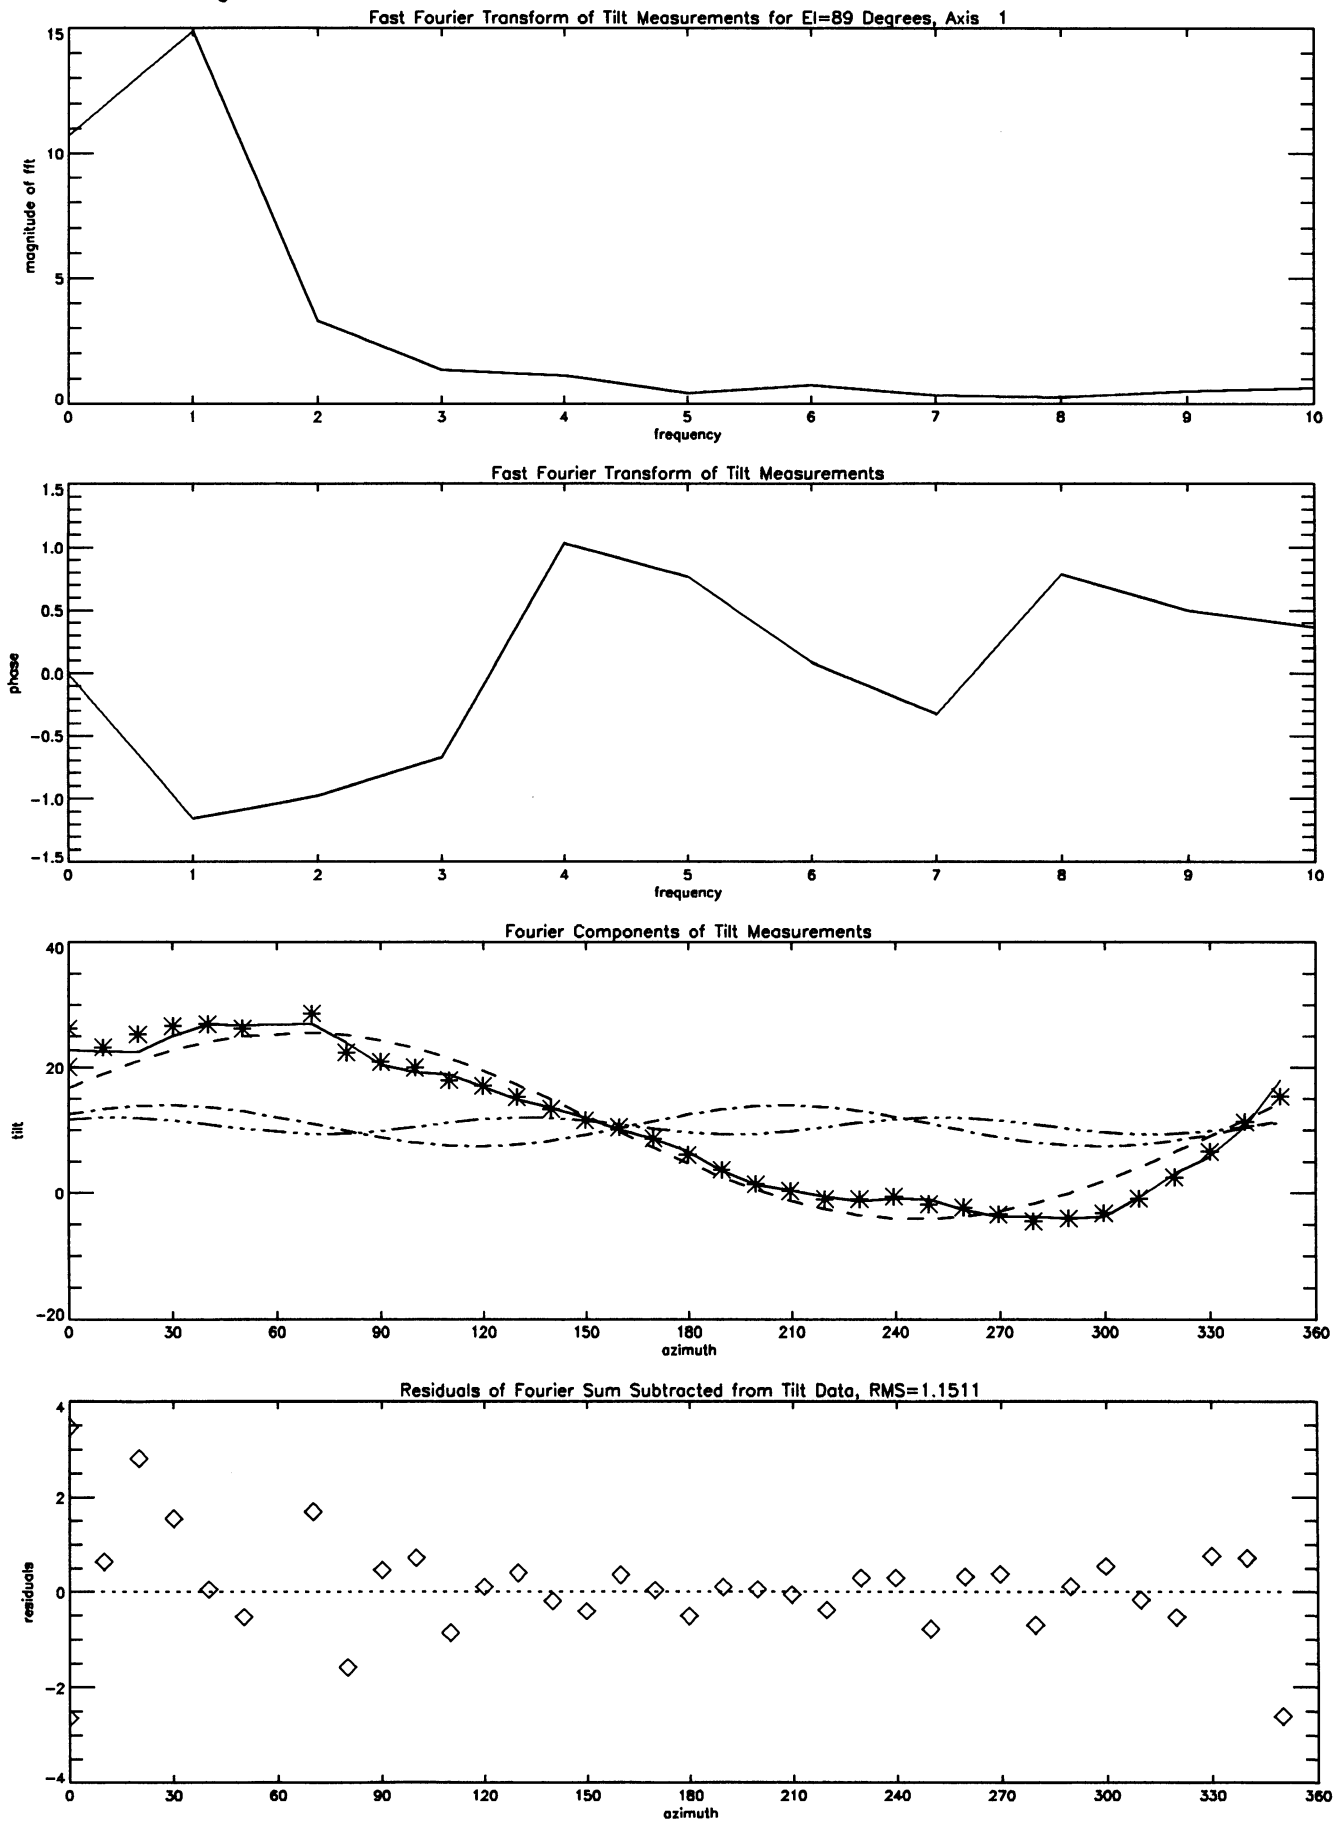 Fast Fourier Transform of Tilt Measurements for El=89 Degrees, Axis 1
15
10
5
0
magnitude of fft
0 1 2 3 4 5 6 7 8 9 10
frequency
Fast Fourier Transform of Tilt Measurements
1.5
1.0
0.5
0.0
-0.5
-1.0
-1.5
phase
0 1 2 3 4 5 6 7 8 9 10
frequency
Fourier Components of Tilt Measurements
40
20
0
-20
tilt
0 30 60 90 120 150 180 210 240 270 300 330 360
azimuth
Residuals of Fourier Sum Subtracted from Tilt Data, RMS=1.1511
4
2
0
-2
-4
residuals
0 30 60 90 120 150 180 210 240 270 300 330 360
azimuth